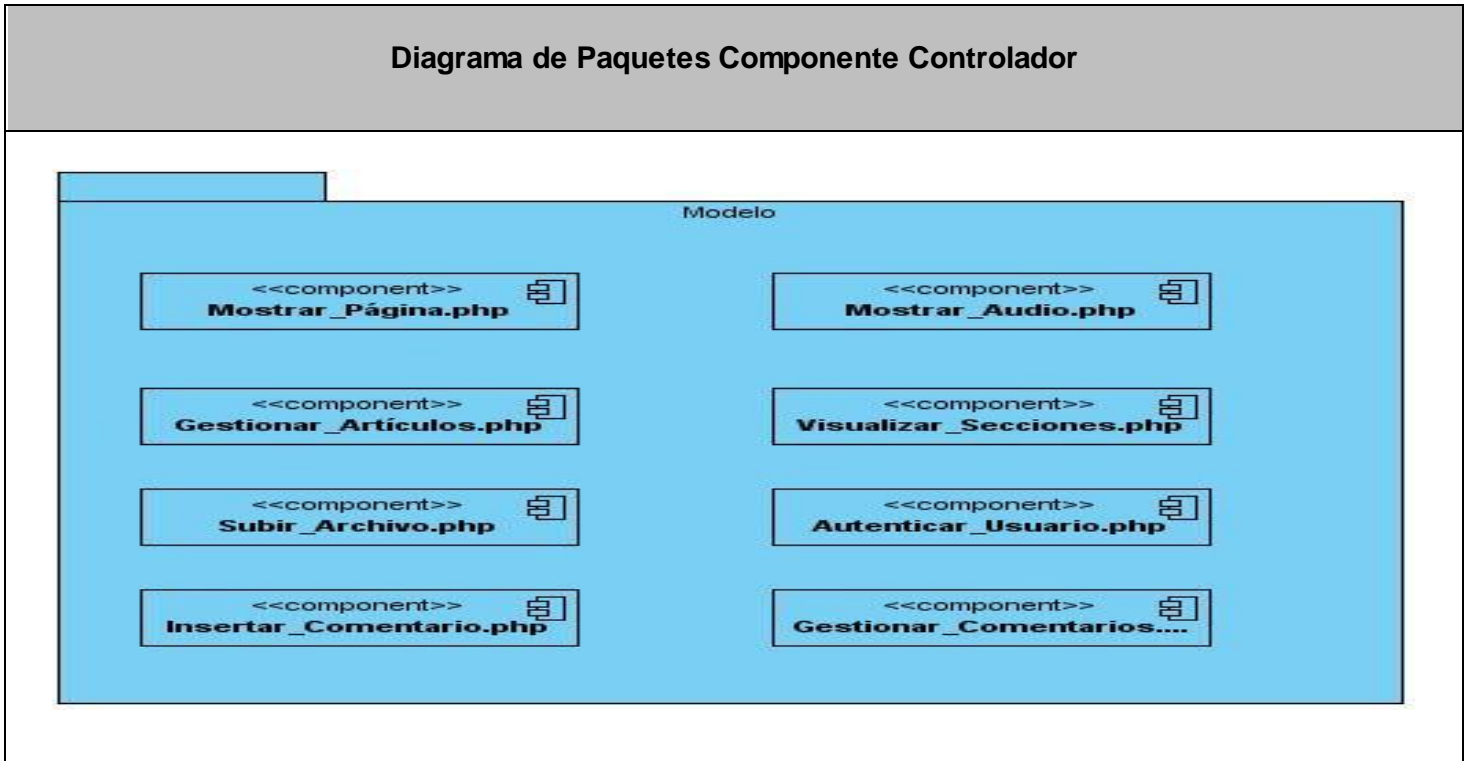 Diagrama de Paquetes Componente Controlador
Modelo
<<component>>
Mostrar_Página.php
<<component>>
Mostrar_Audio.php
<<component>>
Gestionar_Artículos.php
<<component>>
Visualizar_Secciones.php
<<component>>
Subir_Archivo.php
<<component>>
Autenticar_Usuario.php
<<component>>
Insertar_Comentario.php
<<component>>
Gestionar_Comentarios....